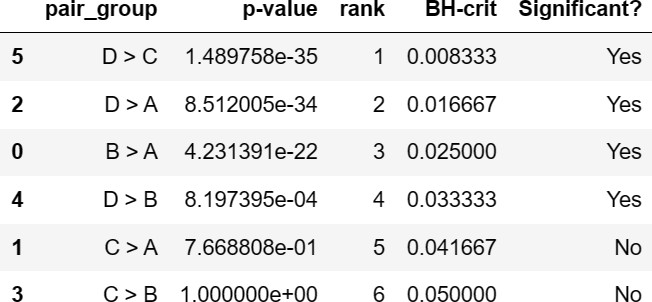 pair_group p-value rank BH-crit Significant?
5 D > C 1.489758e-35 1 0.008333 Yes
2 D > A 8.512005e-34 2 0.016667 Yes
0 B > A 4.231391e-22 3 0.025000 Yes
4 D > B 8.197395e-04 4 0.033333 Yes
1 C > A 7.668808e-01 5 0.041667 No
3 C > B 1.000000e+00 6 0.050000 No